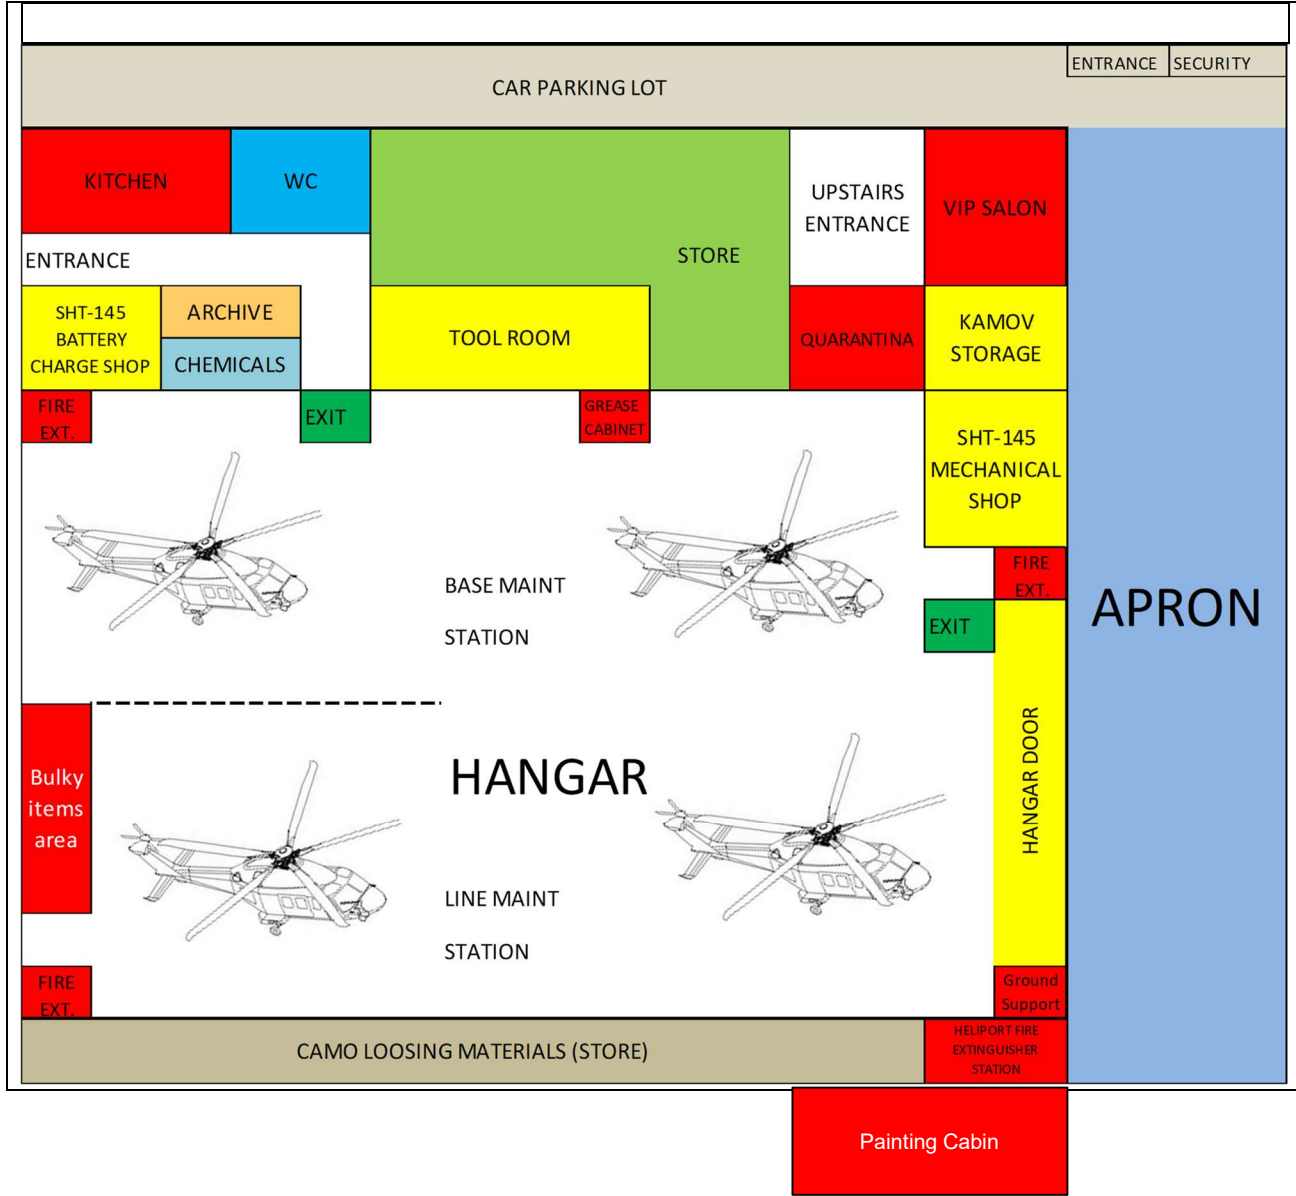 CAR PARKING LOT
ENTRANCE
SECURITY
KITCHEN
WC
STORE
UPSTAIRS
ENTRANCE
VIP SALON
ENTRANCE
SHT-145
BATTERY
CHARGE SHOP
ARCHIVE
CHEMICALS
TOOL ROOM
QUARANTINA
KAMOV
STORAGE
FIRE
EXT.
EXIT
GREASE
CABINET
SHT-145
MECHANICAL
SHOP
FIRE
EXT.
EXIT
BASE MAINT
STATION
APRON
HANGAR DOOR
Bulky
items
area
HANGAR
LINE MAINT
STATION
FIRE
EXT.
Ground
Support
CAMO LOOSING MATERIALS (STORE)
HELIPORT FIRE
EXTINGUISHER
STATION
Painting Cabin